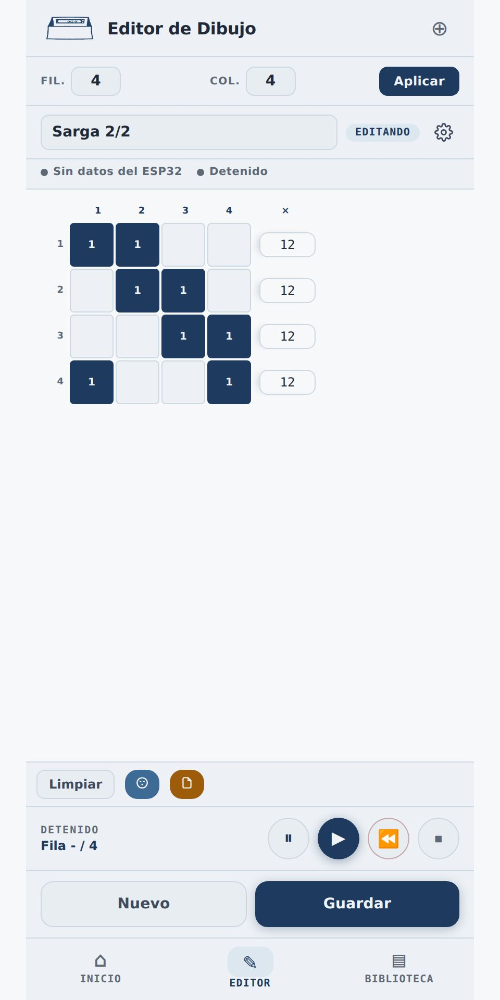 Editor de Dibujo
FIL. 4 COL. 4 Aplicar
Sarga 2/2 EDITANDO
Sin datos del ESP32 Detenido
1 2 3 4 ×
1 1 1 12
2 1 1 12
3 1 1 12
4 1 1 12
Limpiar
DETENIDO
Fila - / 4
Nuevo Guardar
INICIO EDITOR BIBLIOTECA